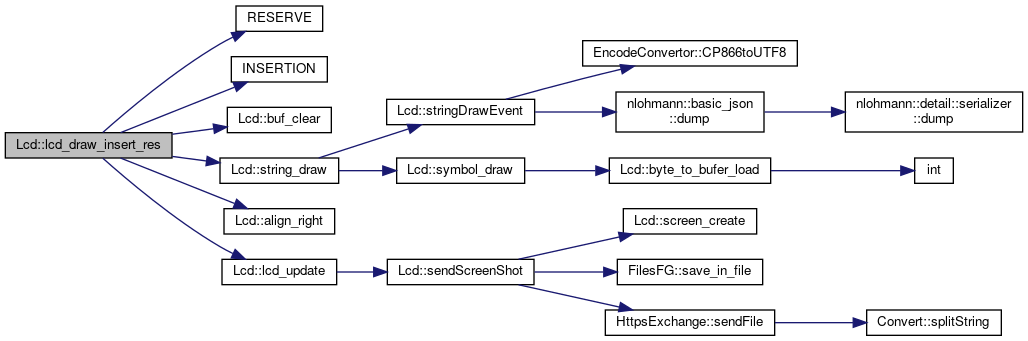 RESERVE
INSERTION
Lcd::buf_clear
Lcd::lcd_draw_insert_res
Lcd::string_draw
Lcd::align_right
Lcd::lcd_update
Lcd::stringDrawEvent
Lcd::symbol_draw
Lcd::sendScreenShot
EncodeConvertor::CP866toUTF8
nlohmann::basic_json
::dump
Lcd::byte_to_bufer_load
Lcd::screen_create
FilesFG::save_in_file
HttpsExchange::sendFile
nlohmann::detail::serializer
::dump
int
Convert::splitString